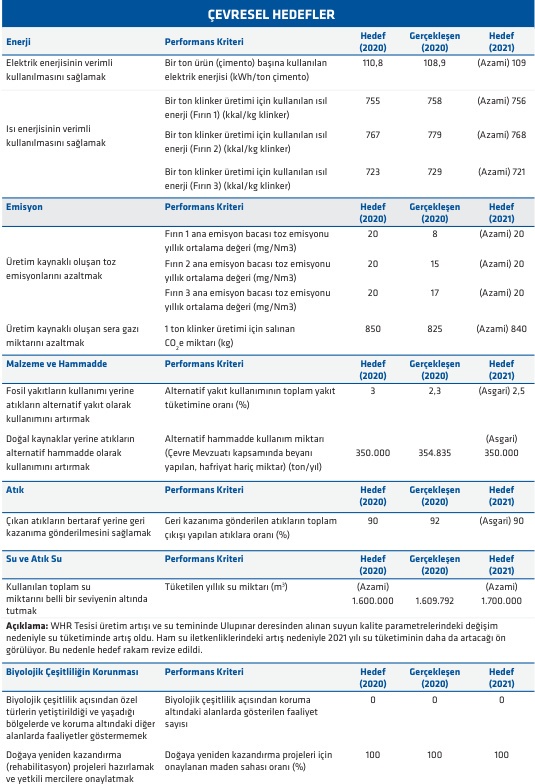 ÇEVRESEL HEDEFLER
Enerji Performans Kriteri Hedef (2020) Gerçekleşen (2020) Hedef (2021)
Elektrik enerjisinin verimli Bir ton ürün (çimento) başına kullanılan 110,8 108,9 (Azami) 109
kullanılmasını sağlamak elektrik enerjisi (kWh/ton çimento)
Bir ton klinker üretimi için kullanılan ısıl 755 758 (Azami) 756
enerji (Fırın 1) (kkal/kg klinker)
Isı enerjisinin verimli
kullanılmasını sağlamak
Bir ton klinker üretimi için kullanılan ısıl 767 779 (Azami) 768
enerji (Fırın 2) (kkal/kg klinker)
Bir ton klinker üretimi için kullanılan ısıl 723 729 (Azami) 721
enerji (Fırın 3) (kkal/kg klinker)
Emisyon Performans Kriteri Hedef (2020) Gerçekleşen (2020) Hedef (2021)
Fırın 1 ana emisyon bacası toz emisyonu 20 8 (Azami) 20
yıllık ortalama değeri (mg/Nm3)
Üretim kaynaklı oluşan toz
emisyonlarını azaltmak
Fırın 2 ana emisyon bacası toz emisyonu 20 15 (Azami) 20
yıllık ortalama değeri (mg/Nm3)
Fırın 3 ana emisyon bacası toz emisyonu 20 17 (Azami) 20
yıllık ortalama değeri (mg/Nm3)
Üretim kaynaklı oluşan sera gazı 1 ton klinker üretimi için salınan 850 825 (Azami) 840
miktarını azaltmak CO₂e miktarı (kg)
Malzeme ve Hammadde Performans Kriteri Hedef (2020) Gerçekleşen (2020) Hedef (2021)
Fosil yakıtların kullanımı yerine Alternatif yakıt kullanımının toplam yakıt 3 2,3 (Asgari) 2,5
atıkların alternatif yakıt olarak tüketimine oranı (%)
kullanımını artırmak
Doğal kaynaklar yerine atıkların Alternatif hammadde kullanım miktarı (Asgari)
alternatif hammadde olarak (Çevre Mevzuatı kapsamında beyanı 350.000 354.835 350.000
kullanımını artırmak yapılan, hafriyat hariç miktar) (ton/yıl)
Atık Performans Kriteri Hedef (2020) Gerçekleşen (2020) Hedef (2021)
Çıkan atıkların bertaraf yerine geri Geri kazanıma gönderilen atıkların toplam 90 92 (Asgari) 90
kazanıma gönderilmesini sağlamak çıkışı yapılan atıklara oranı (%)
Su ve Atık Su Performans Kriteri Hedef (2020) Gerçekleşen (2020) Hedef (2021)
Kullanılan toplam su Tüketilen yıllık su miktarı (m³) (Azami) (Azami)
miktarını belli bir seviyenin altında 1.600.000 1.609.792 1.700.000
tutmak
Açıklama: WHR Tesisi üretim artışı ve su temininde Ulupınar deresinden alınan suyun kalite parametrelerindeki değişim
nedeniyle su tüketiminde artış oldu. Ham su iletkenliklerindeki artış nedeniyle 2021 yılı su tüketiminin daha da artacağı ön
görülüyor. Bu nedenle hedef rakam revize edildi.
Biyolojik Çeşitliliğin Korunması Performans Kriteri Hedef (2020) Gerçekleşen (2020) Hedef (2021)
Biyolojik çeşitlilik açısından özel Biyolojik çeşitlilik açısından koruma 0 0 0
türlerin yetiştirildiği ve yaşadığı altındaki alanlarda gösterilen faaliyet
bölgelerde ve koruma altındaki diğer sayısı
alanlarda faaliyetler göstermemek
Doğaya yeniden kazandırma Doğaya yeniden kazandırma projeleri için 100 100 100
(rehabilitasyon) projeleri hazırlamak onaylanan maden sahası oranı (%)
ve yetkili mercilere onaylatmak